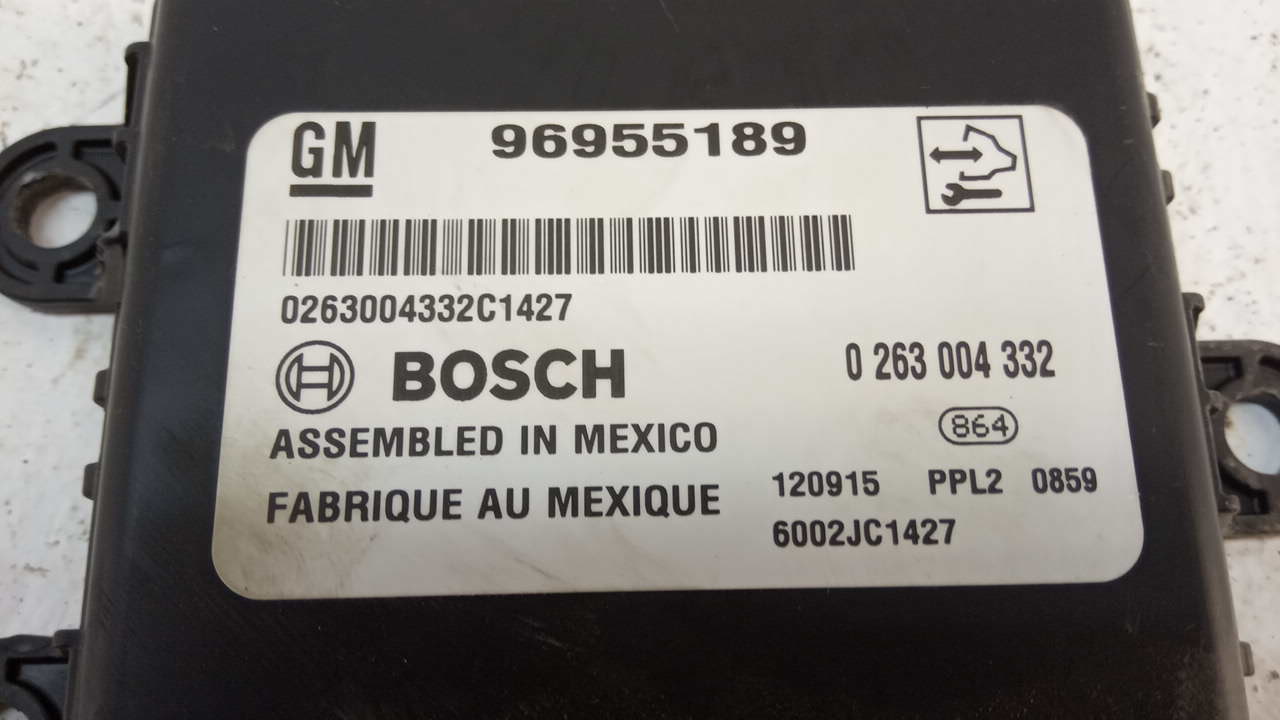 GM 96955189
0263004332C1427
BOSCH 0 263 004 332
ASSEMBLED IN MEXICO 864
FABRIQUE AU MEXIQUE 120915 PPL2 0859
6002JC1427